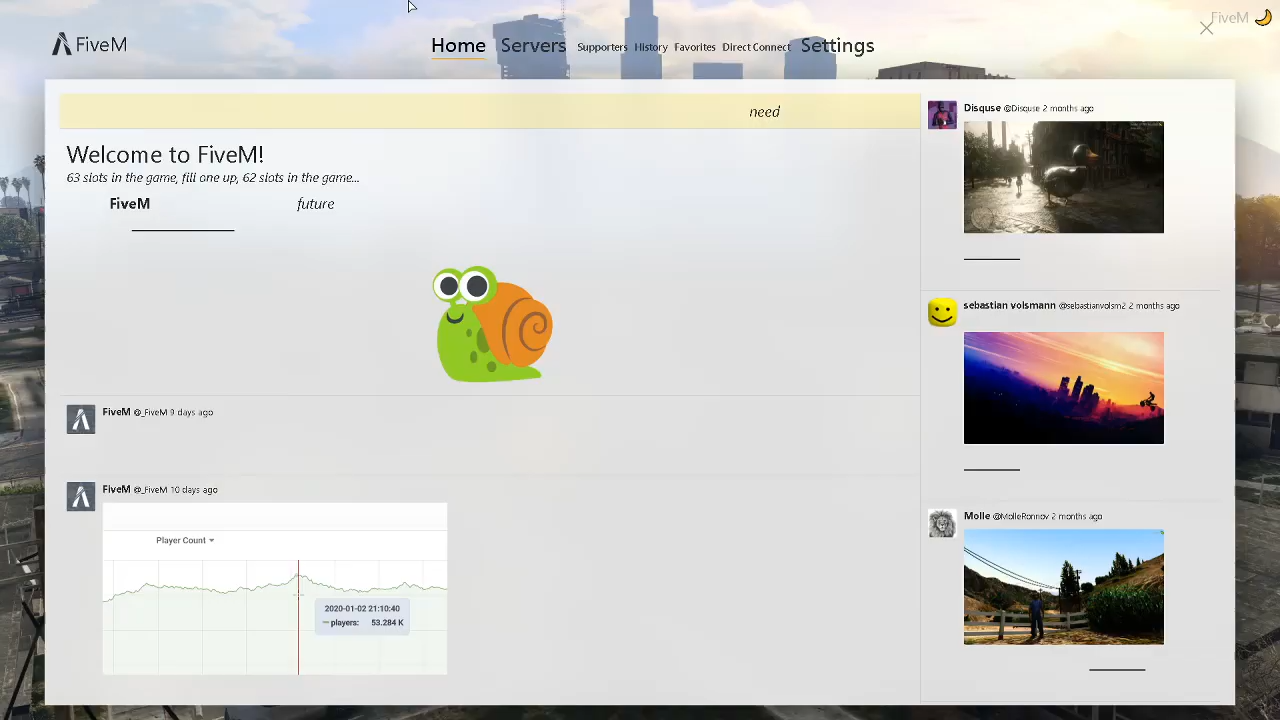 FiveM
Home Servers Supporters History Favorites Direct Connect Settings
FiveM
need
Welcome to FiveM!
63 slots in the game, fill one up, 62 slots in the game...
FiveM future
FiveM @_FiveM 9 days ago
FiveM @_FiveM 10 days ago
Player Count
2020-01-02 21:10:40
players: 53.284 K
Disquse @Disquse 2 months ago
sebastian volsmann @sebastianvolsm2 2 months ago
Molle @MolleRonnov 2 months ago